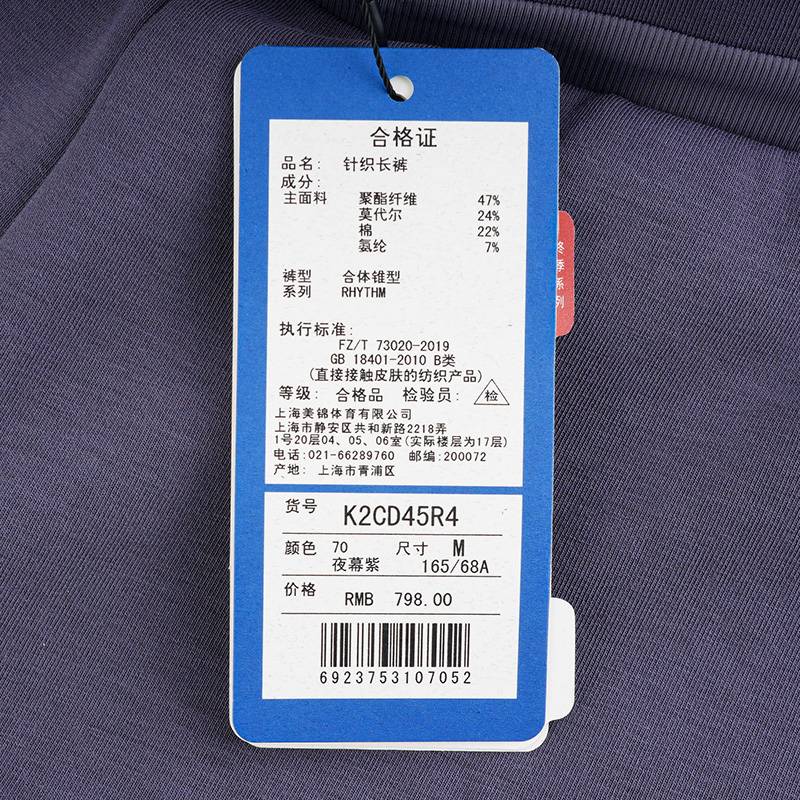 合格证
品名: 针织长裤
成分:
主面料 聚酯纤维 47%
莫代尔 24%
棉 22%
氨纶 7%
裤型 合体锥型
系列 RHYTHM
执行标准:
FZ/T 73020-2019
GB 18401-2010 B类
(直接接触皮肤的纺织产品)
等级: 合格品 检验员: 检
上海美锦体育有限公司
上海市静安区共和新路2218弄
1号20层04、05、06室(实际楼层为17层)
电话:021-66289760 邮编:200072
产地: 上海市青浦区
货号 K2CD45R4
颜色 70 尺寸 M
夜幕紫 165/68A
价格 RMB 798.00
6923753107052
冬季系列